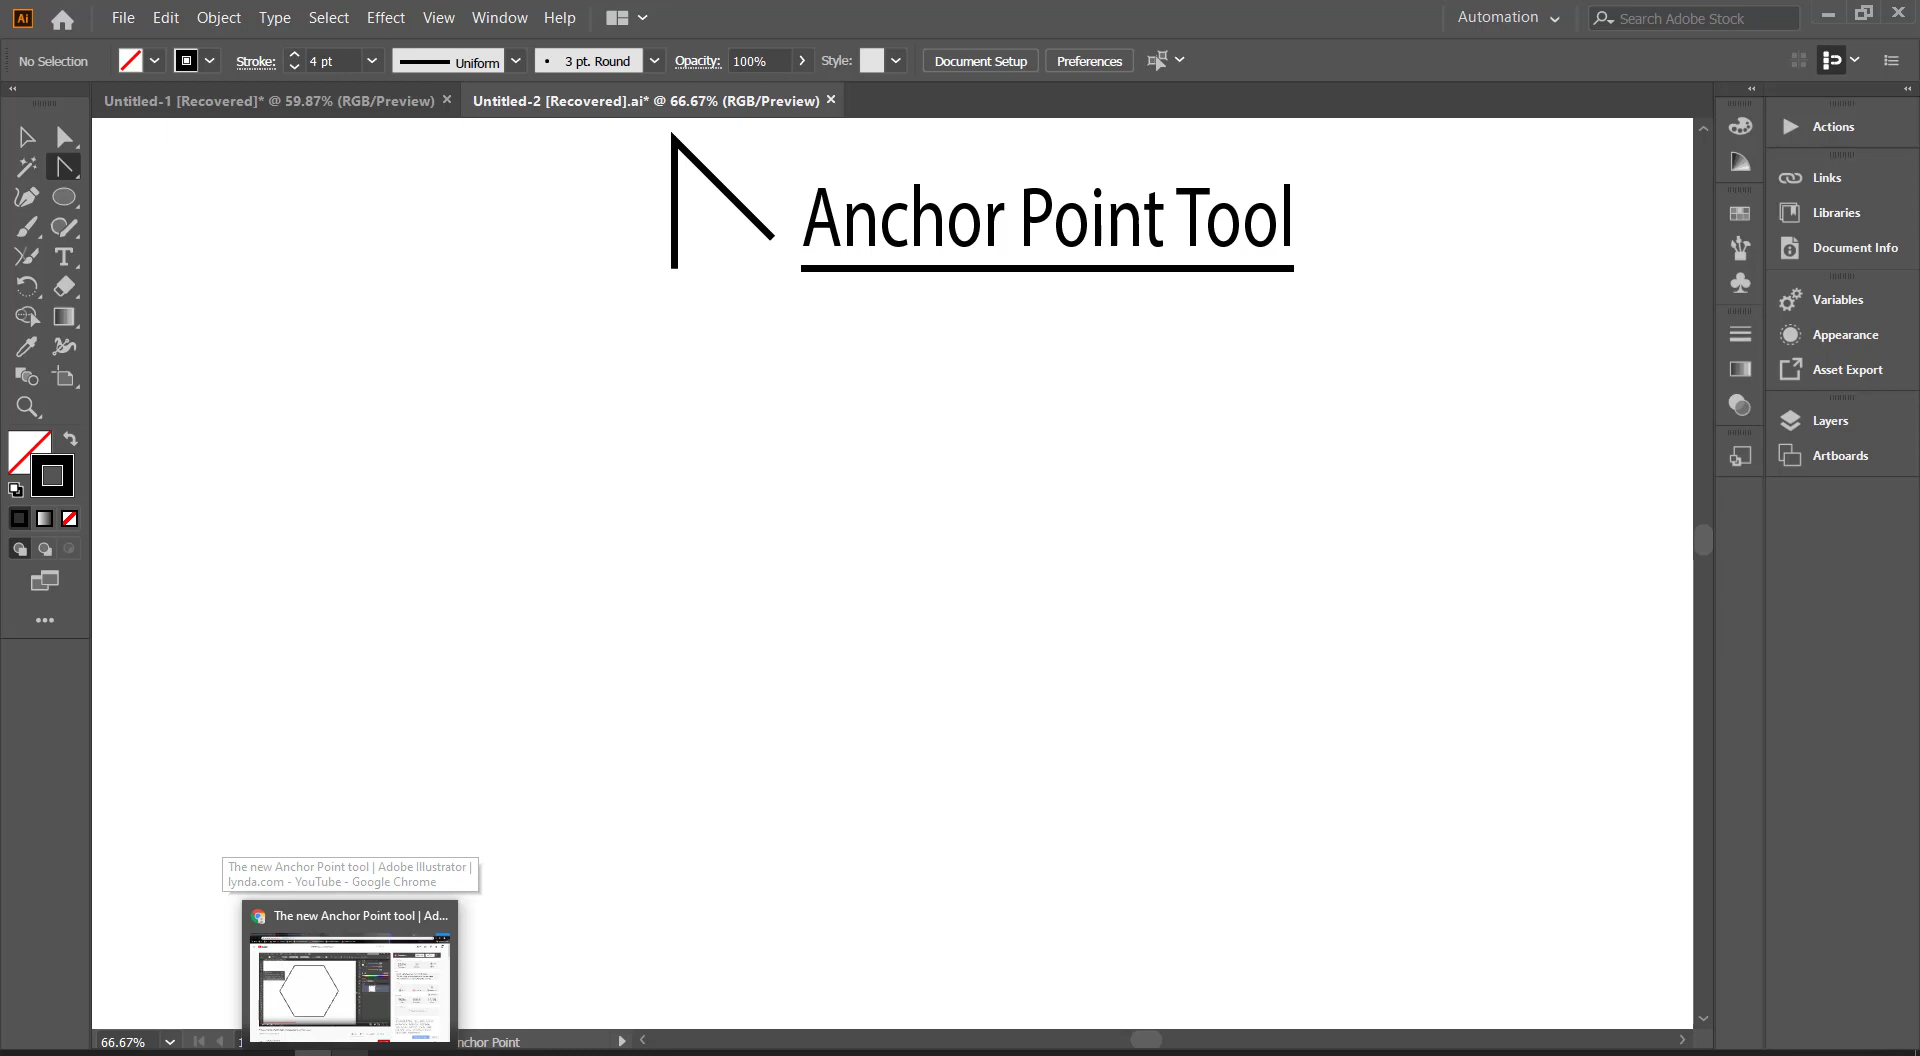 Ai File Edit Object Type Select Effect View Window Help Automation Search Adobe Stock
No Selection Stroke: 4 pt Uniform 3 pt. Round Opacity: 100% Style: Document Setup Preferences
Untitled-1 [Recovered]* @ 59.87% (RGB/Preview) Untitled-2 [Recovered].ai* @ 66.67% (RGB/Preview)
Anchor Point Tool
Actions
Links
Libraries
Document Info
Variables
Appearance
Asset Export
Layers
Artboards
The new Anchor Point tool | Adobe Illustrator |
lynda.com - YouTube - Google Chrome
The new Anchor Point tool | Ad...
66.67% 1 nchor Point